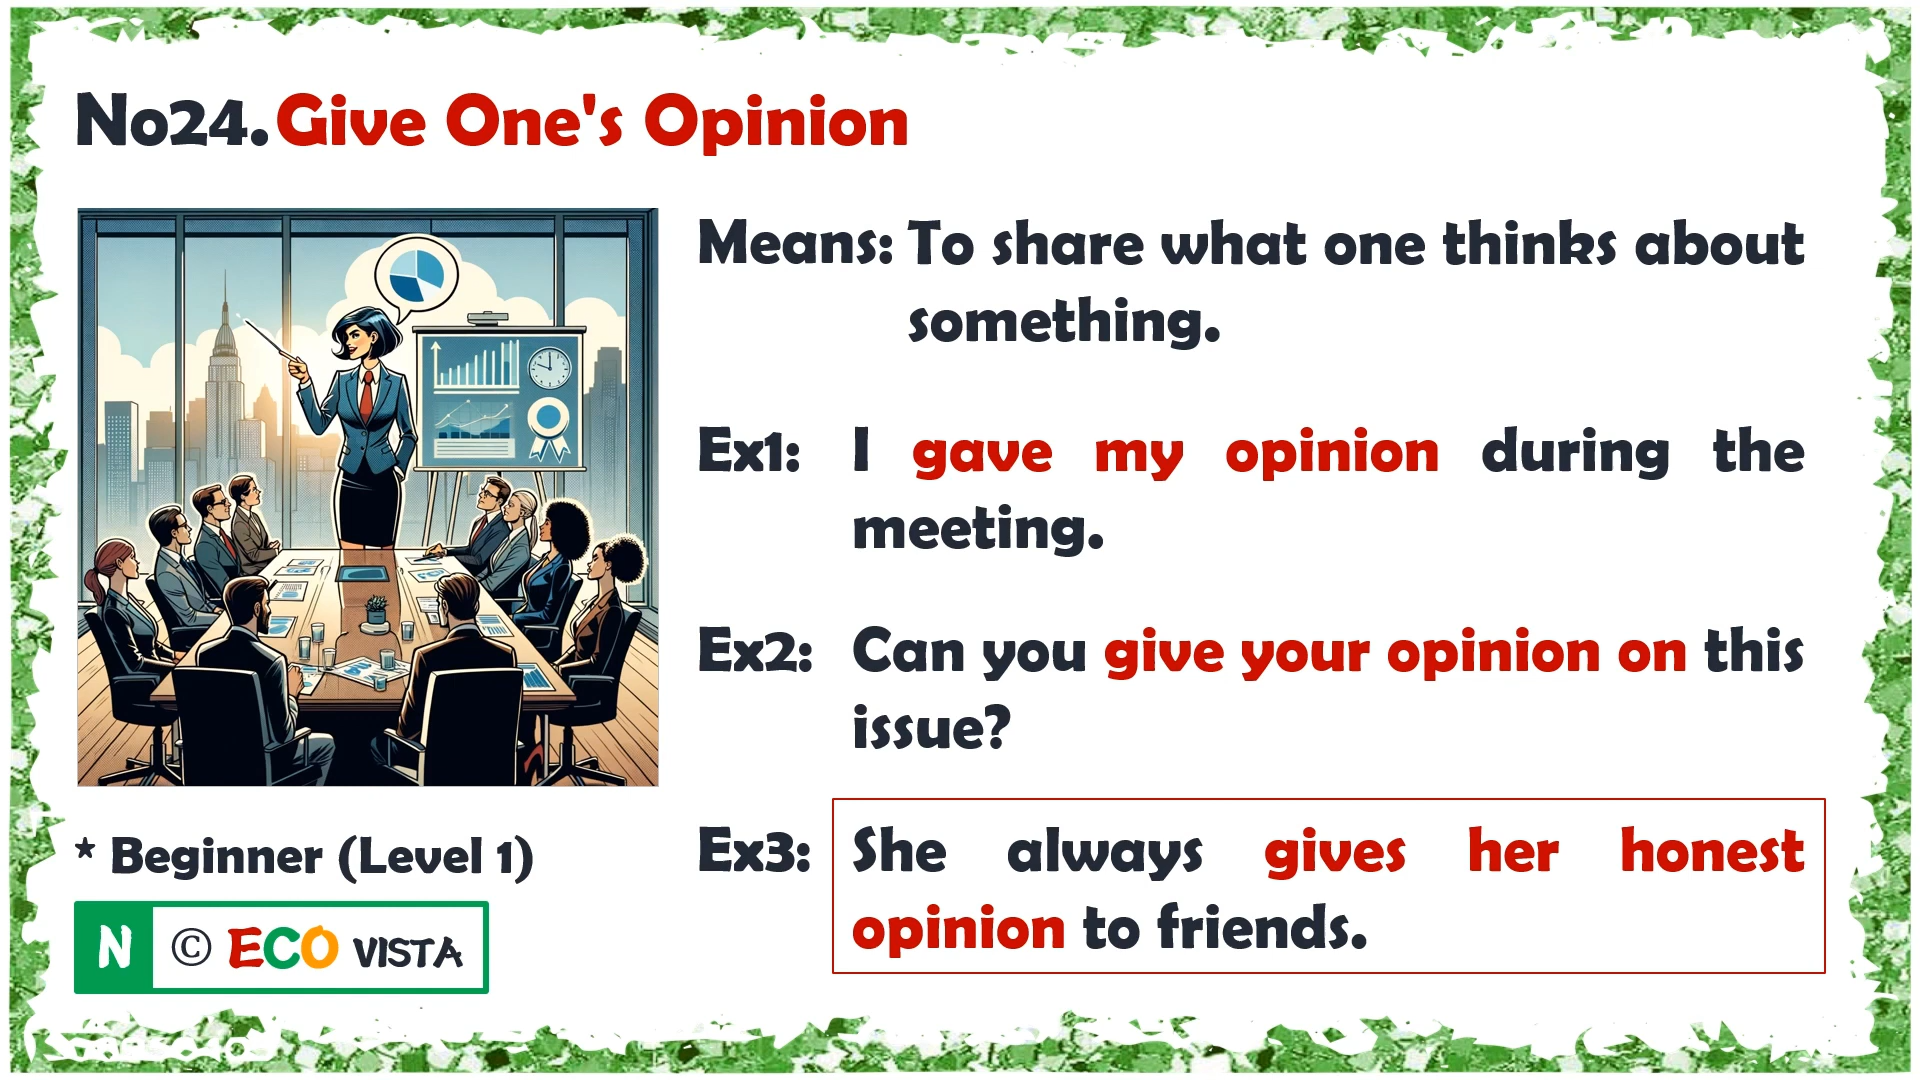 No24. Give One's Opinion
Means: To share what one thinks about
something.
Ex1: I gave my opinion during the
meeting.
Ex2: Can you give your opinion on this
issue?
Ex3: She always gives her honest
opinion to friends.
* Beginner (Level 1)
N © ECO VISTA